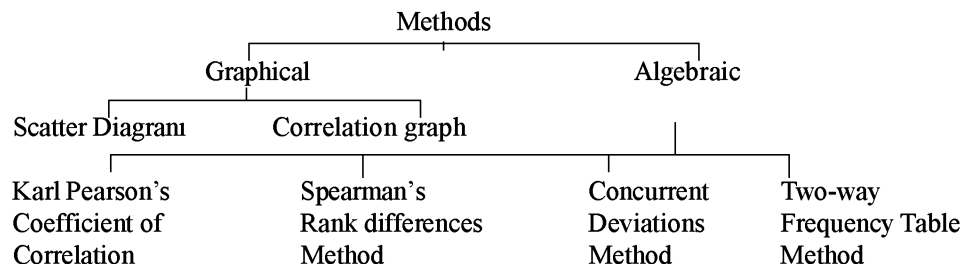 Methods
Graphical Algebraic
Scatter Diagram Correlation graph
Karl Pearson’s Spearman’s Concurrent Two-way
Coefficient of Rank differences Deviations Frequency Table
Correlation Method Method Method